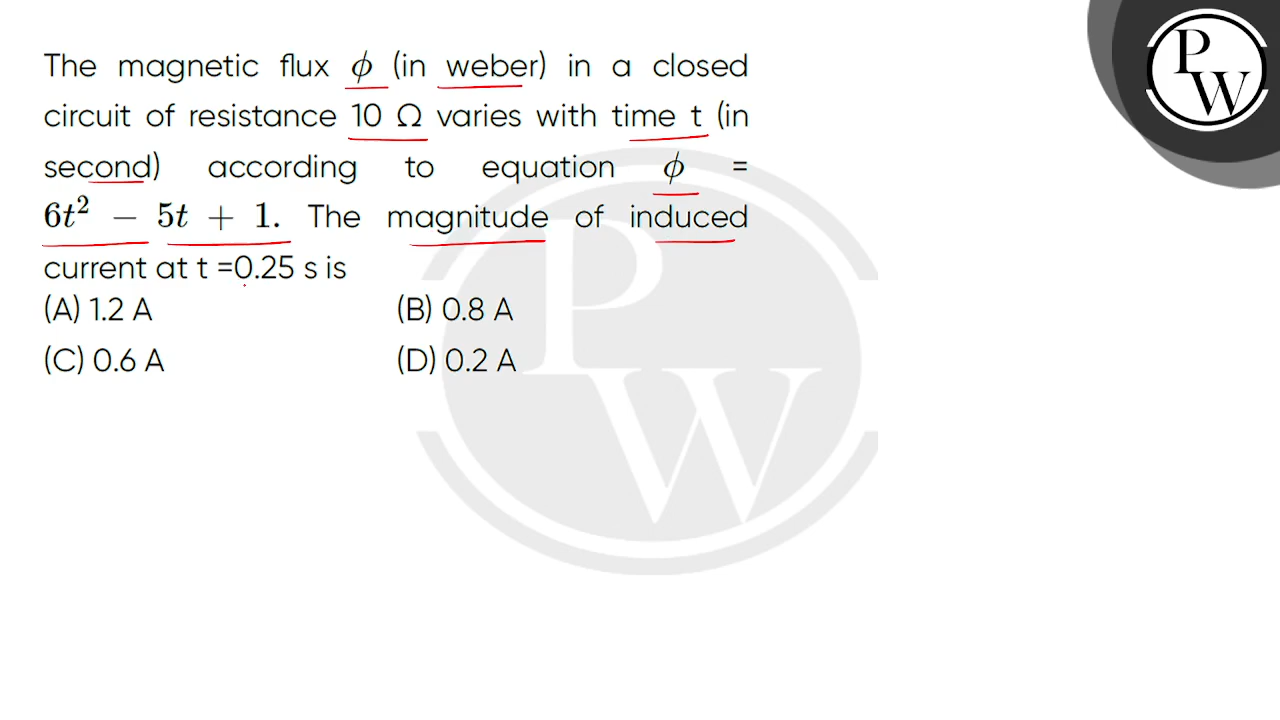 The magnetic flux ϕ (in weber) in a closed
circuit of resistance 10 Ω varies with time t (in
second) according to equation ϕ =
6t² − 5t + 1. The magnitude of induced
current at t =0.25 s is
(A) 1.2 A (B) 0.8 A
(C) 0.6 A (D) 0.2 A
P
W
P
W